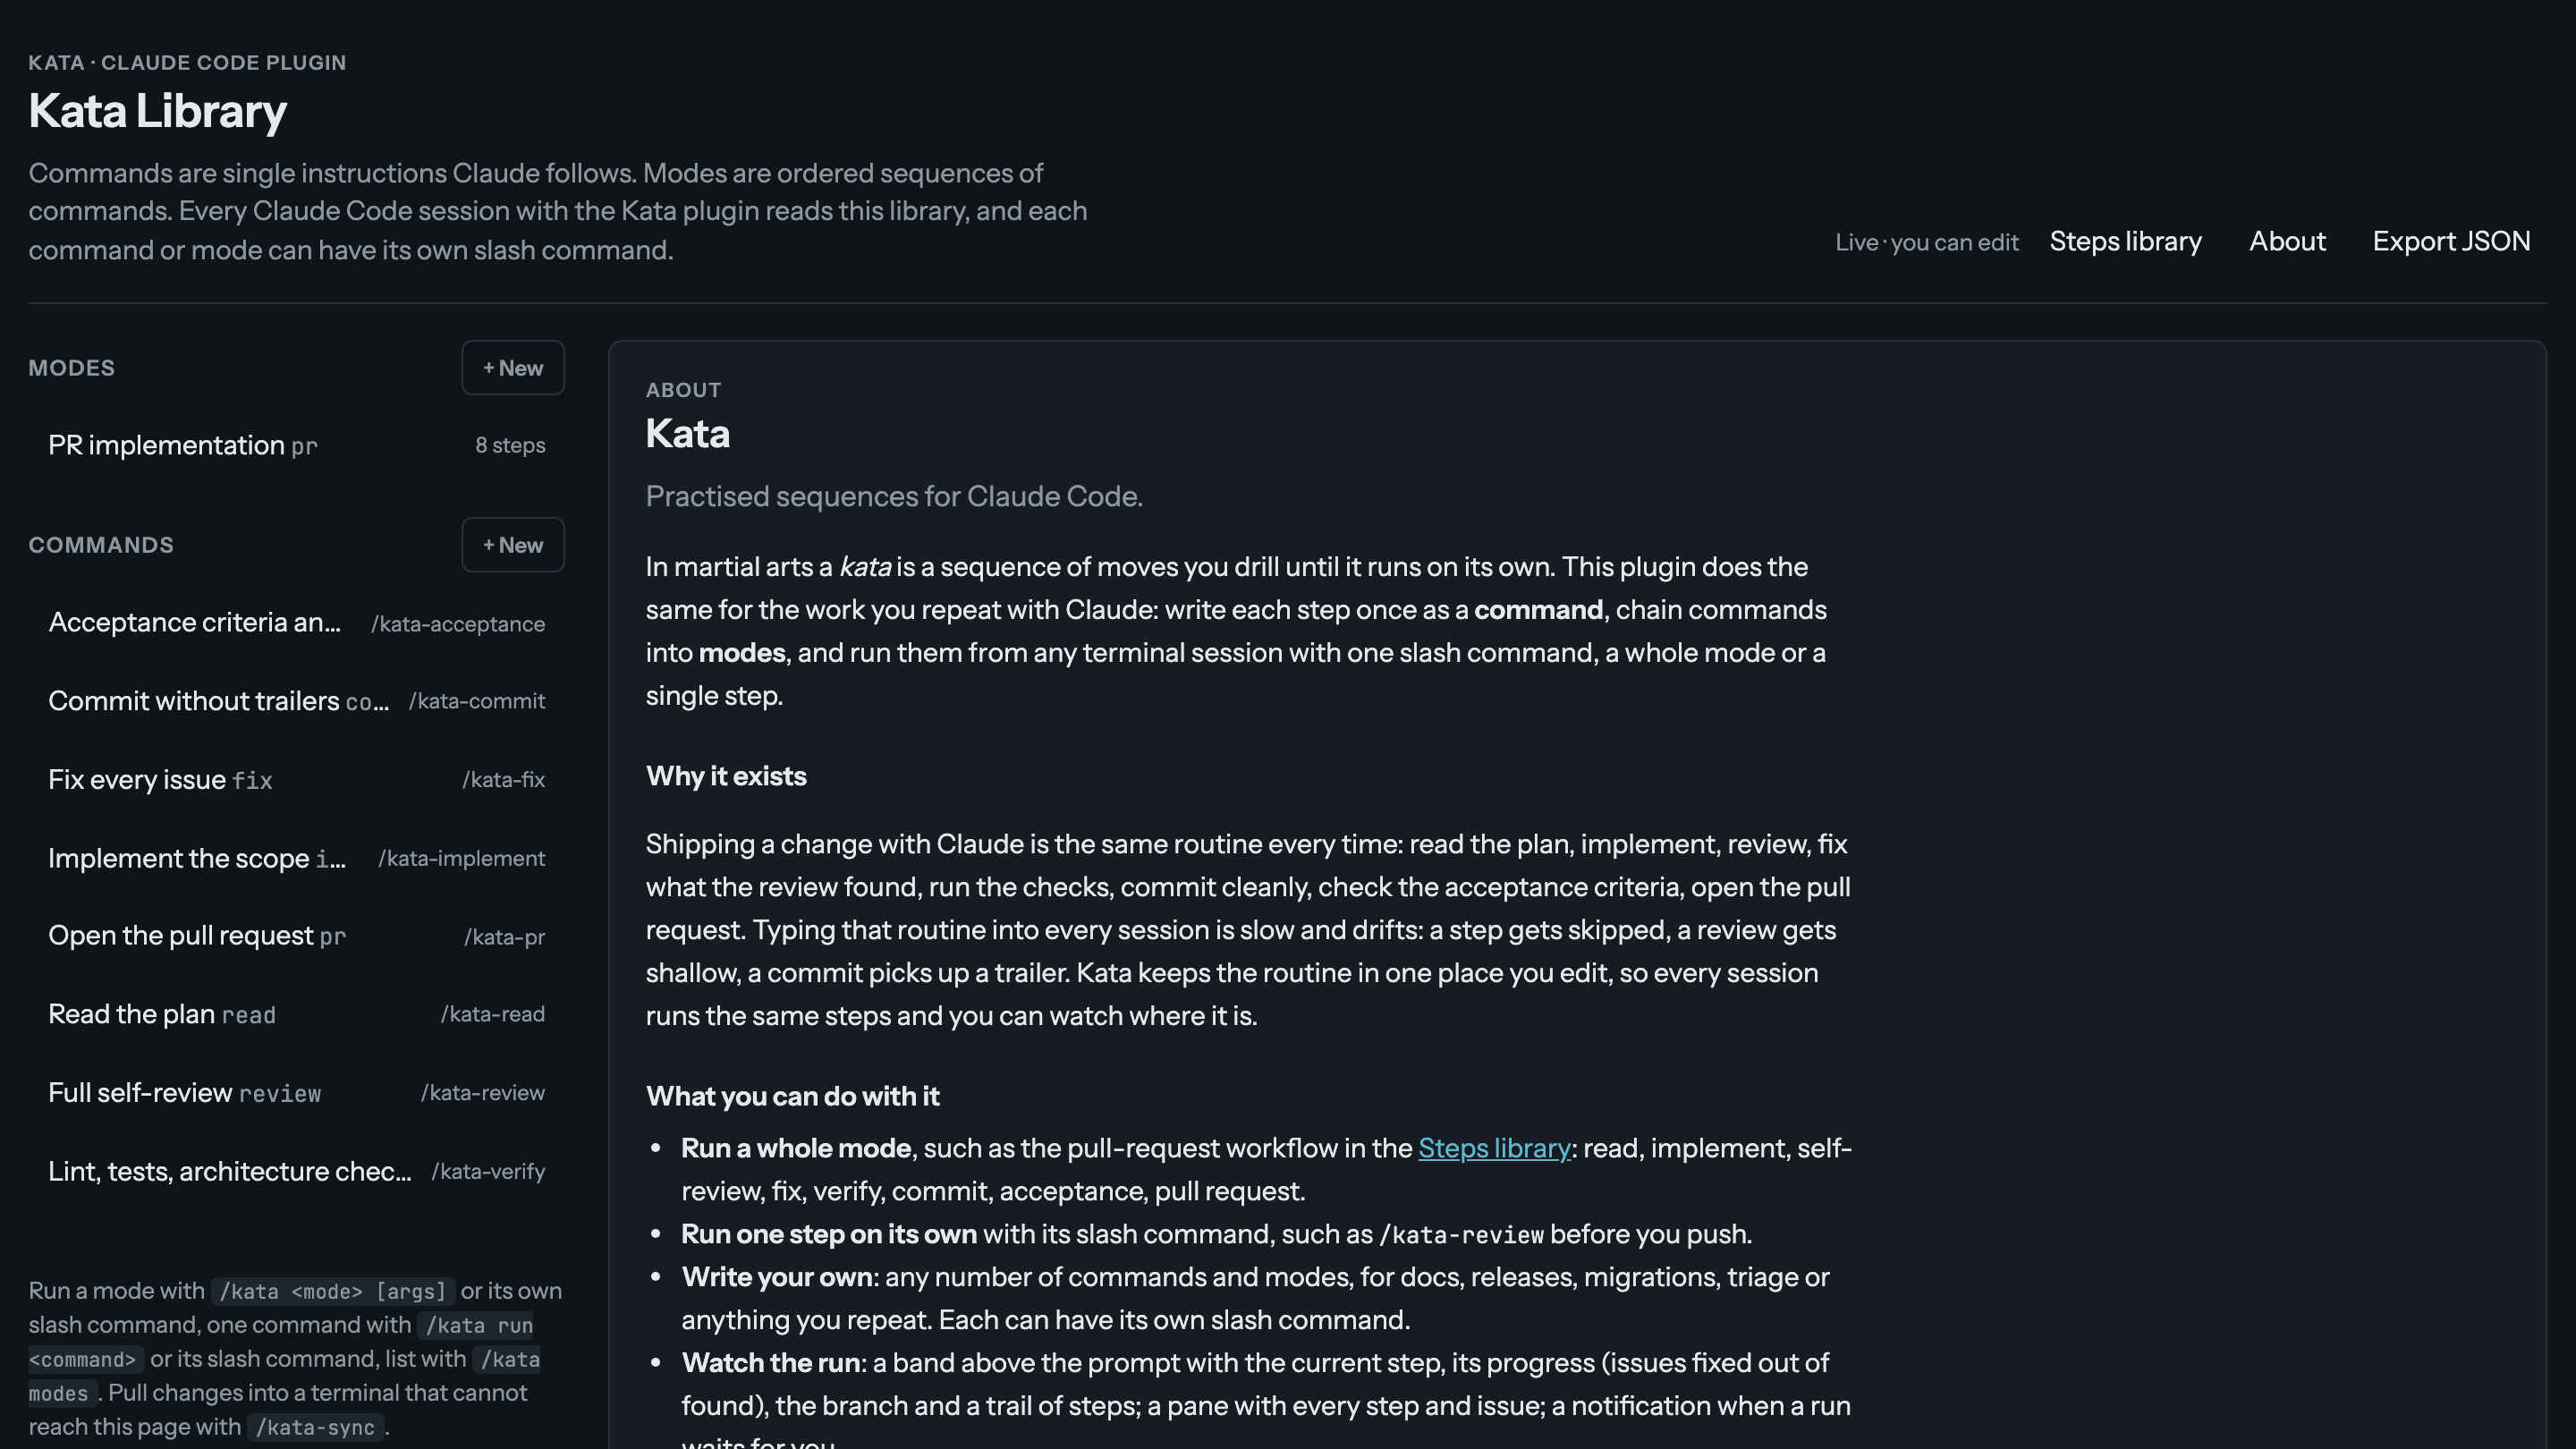 KATA · CLAUDE CODE PLUGIN
Kata Library
Commands are single instructions Claude follows. Modes are ordered sequences of
commands. Every Claude Code session with the Kata plugin reads this library, and each
command or mode can have its own slash command.
Live · you can edit
Steps library
About
Export JSON
MODES
+ New
PR implementation pr
8 steps
COMMANDS
+ New
Acceptance criteria an... /kata-acceptance
Commit without trailers co... /kata-commit
Fix every issue fix /kata-fix
Implement the scope i... /kata-implement
Open the pull request pr /kata-pr
Read the plan read /kata-read
Full self-review review /kata-review
Lint, tests, architecture chec... /kata-verify
Run a mode with /kata <mode> [args] or its own
slash command, one command with /kata run
<command> or its slash command, list with /kata
modes . Pull changes into a terminal that cannot
reach this page with /kata-sync .
ABOUT
Kata
Practised sequences for Claude Code.
In martial arts a kata is a sequence of moves you drill until it runs on its own. This plugin does the
same for the work you repeat with Claude: write each step once as a command, chain commands
into modes, and run them from any terminal session with one slash command, a whole mode or a
single step.
Why it exists
Shipping a change with Claude is the same routine every time: read the plan, implement, review, fix
what the review found, run the checks, commit cleanly, check the acceptance criteria, open the pull
request. Typing that routine into every session is slow and drifts: a step gets skipped, a review gets
shallow, a commit picks up a trailer. Kata keeps the routine in one place you edit, so every session
runs the same steps and you can watch where it is.
What you can do with it
• Run a whole mode, such as the pull-request workflow in the Steps library: read, implement, self-
review, fix, verify, commit, acceptance, pull request.
• Run one step on its own with its slash command, such as /kata-review before you push.
• Write your own: any number of commands and modes, for docs, releases, migrations, triage or
anything you repeat. Each can have its own slash command.
• Watch the run: a band above the prompt with the current step, its progress (issues fixed out of
found), the branch and a trail of steps; a pane with every step and issue; a notification when a run
waits for you